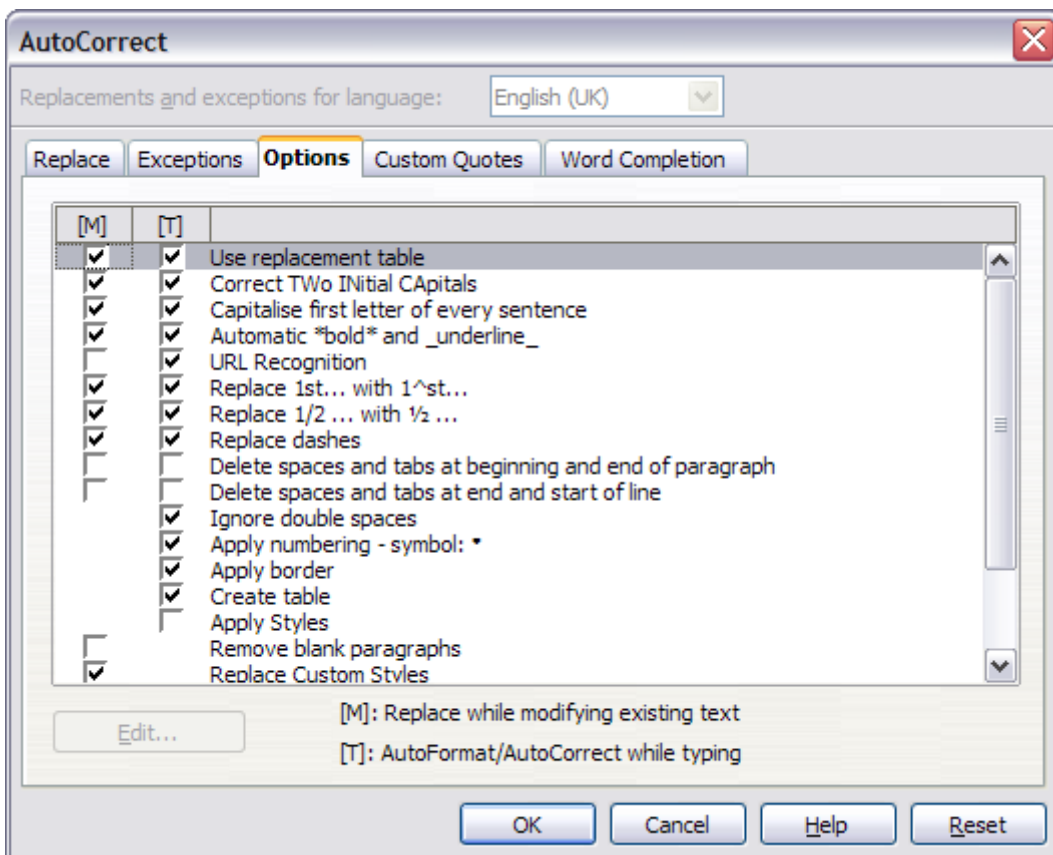 AutoCorrect
Replacements and exceptions for language: English (UK)
Replace Exceptions Options Custom Quotes Word Completion
[M] [T]
Use replacement table
Correct TWo INitial CApitals
Capitalise first letter of every sentence
Automatic *bold* and _underline_
URL Recognition
Replace 1st... with 1^st...
Replace 1/2 ... with ½ ...
Replace dashes
Delete spaces and tabs at beginning and end of paragraph
Delete spaces and tabs at end and start of line
Ignore double spaces
Apply numbering - symbol: •
Apply border
Create table
Apply Styles
Remove blank paragraphs
Replace Custom Styles
Edit... [M]: Replace while modifying existing text
[T]: AutoFormat/AutoCorrect while typing
OK Cancel Help Reset